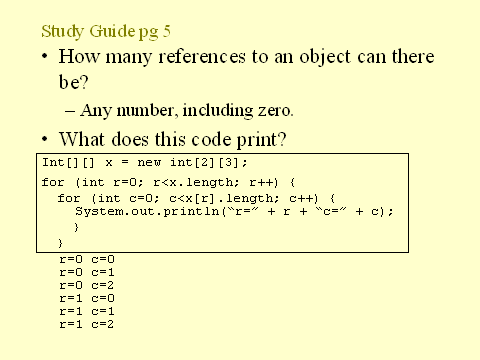 Study Guide pg 5
• How many references to an object can there
be?
– Any number, including zero.
• What does this code print?
Int[][] x = new int[2][3];
for (int r=0; r<x.length; r++) {
for (int c=0; c<x[r].length; c++) {
System.out.println(“r=” + r + “c=” + c);
}
}
r=0 c=0
r=0 c=1
r=0 c=2
r=1 c=0
r=1 c=1
r=1 c=2